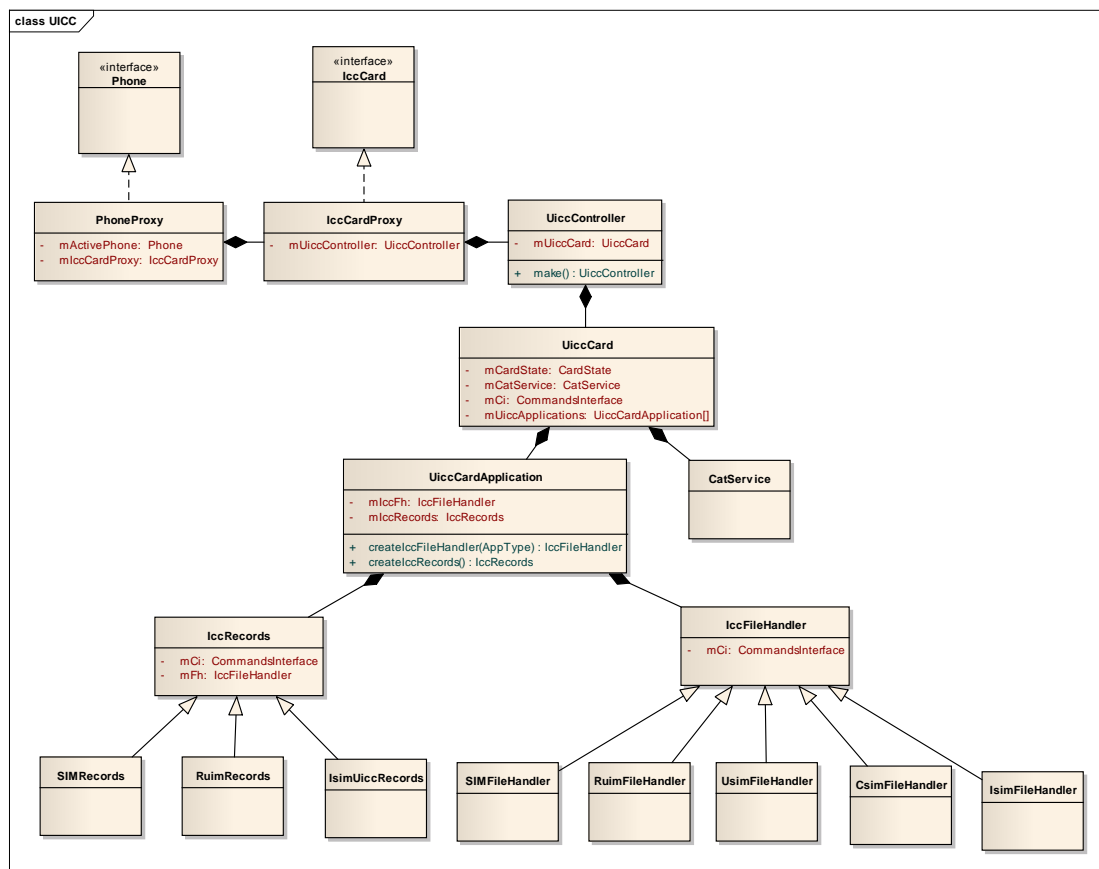 class UICC
«interface»
Phone
«interface»
IccCard
PhoneProxy
- mActivePhone: Phone
- mIccCardProxy: IccCardProxy
IccCardProxy
- mUiccController: UiccController
UiccController
- mUiccCard: UiccCard
+ make() : UiccController
UiccCard
- mCardState: CardState
- mCatService: CatService
- mCi: CommandsInterface
- mUiccApplications: UiccCardApplication[]
UiccCardApplication
- mIccFh: IccFileHandler
- mIccRecords: IccRecords
+ createIccFileHandler(AppType) : IccFileHandler
+ createIccRecords() : IccRecords
CatService
IccRecords
- mCi: CommandsInterface
- mFh: IccFileHandler
IccFileHandler
- mCi: CommandsInterface
SIMRecords
RuimRecords
IsimUiccRecords
SIMFileHandler
RuimFileHandler
UsimFileHandler
CsimFileHandler
IsimFileHandler